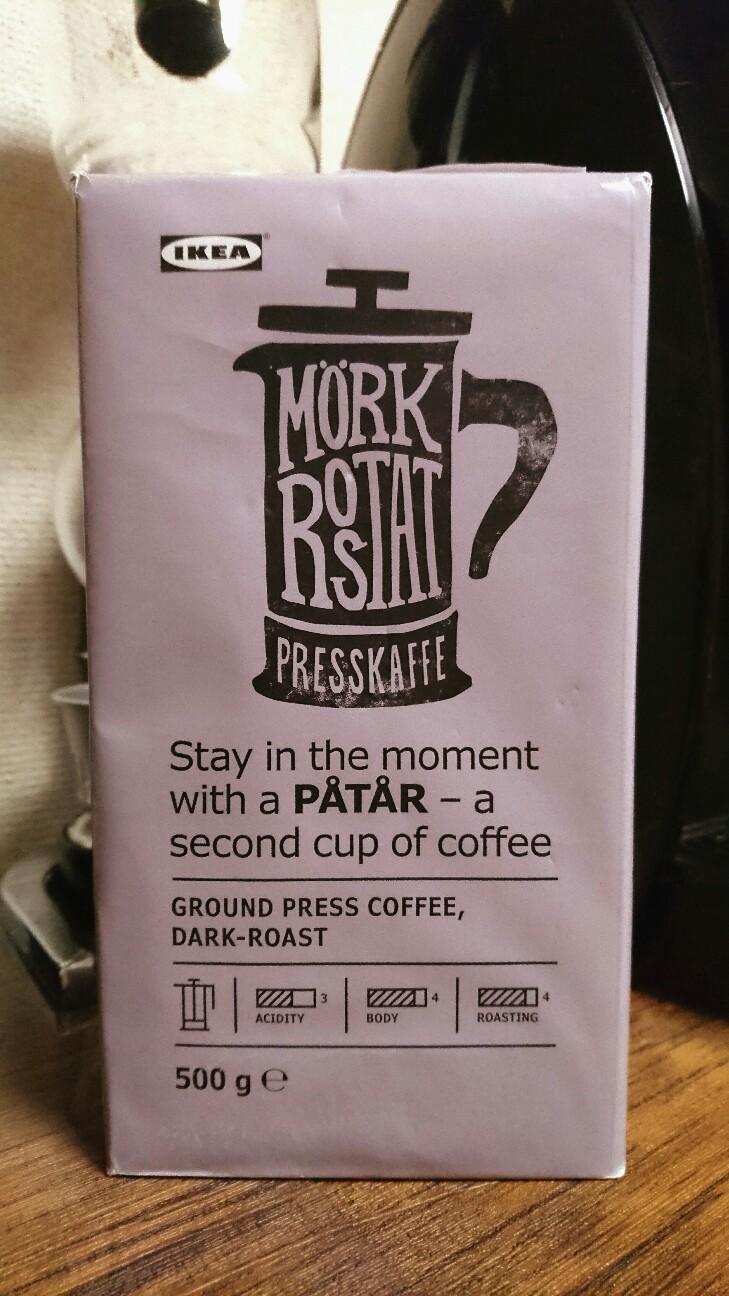 IKEA
MÖRK
ROSTAT
PRESSKAFFE
Stay in the moment
with a PÅTÅR – a
second cup of coffee
GROUND PRESS COFFEE,
DARK-ROAST
3 4 4
ACIDITY BODY ROASTING
500 g ℮